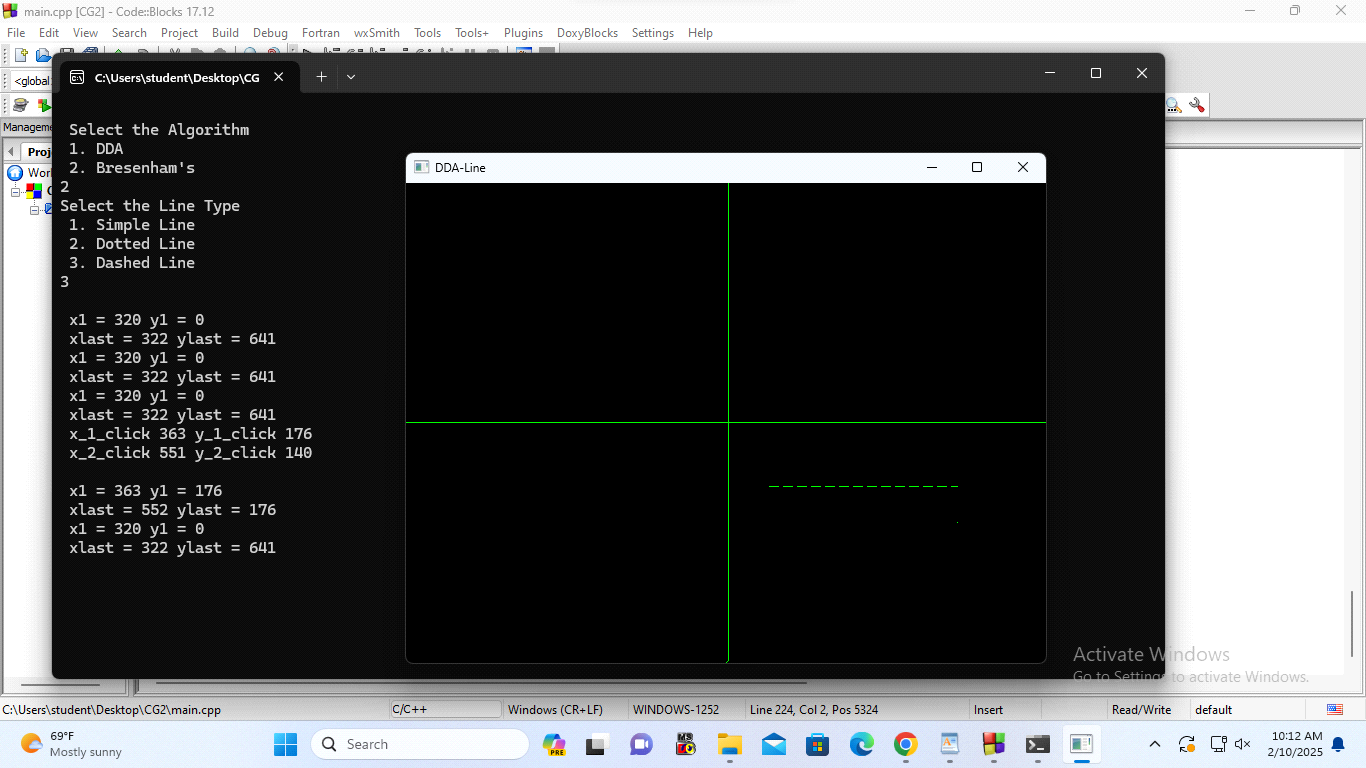 main.cpp [CG2] - Code::Blocks 17.12
File Edit View Search Project Build Debug Fortran wxSmith Tools Tools+ Plugins DoxyBlocks Settings Help
<global
C:\Users\student\Desktop\CG
Manageme
Proj
Wor
Select the Algorithm
1. DDA
2. Bresenham's
2
Select the Line Type
1. Simple Line
2. Dotted Line
3. Dashed Line
3
x1 = 320 y1 = 0
xlast = 322 ylast = 641
x1 = 320 y1 = 0
xlast = 322 ylast = 641
x1 = 320 y1 = 0
xlast = 322 ylast = 641
x_1_click 363 y_1_click 176
x_2_click 551 y_2_click 140
x1 = 363 y1 = 176
xlast = 552 ylast = 176
x1 = 320 y1 = 0
xlast = 322 ylast = 641
DDA-Line
Activate Windows
Go to Settings to activate Windows.
C:\Users\student\Desktop\CG2\main.cpp C/C++ Windows (CR+LF) WINDOWS-1252 Line 224, Col 2, Pos 5324 Insert Read/Write default
69°F
Mostly sunny
Search
PRE
10:12 AM
2/10/2025